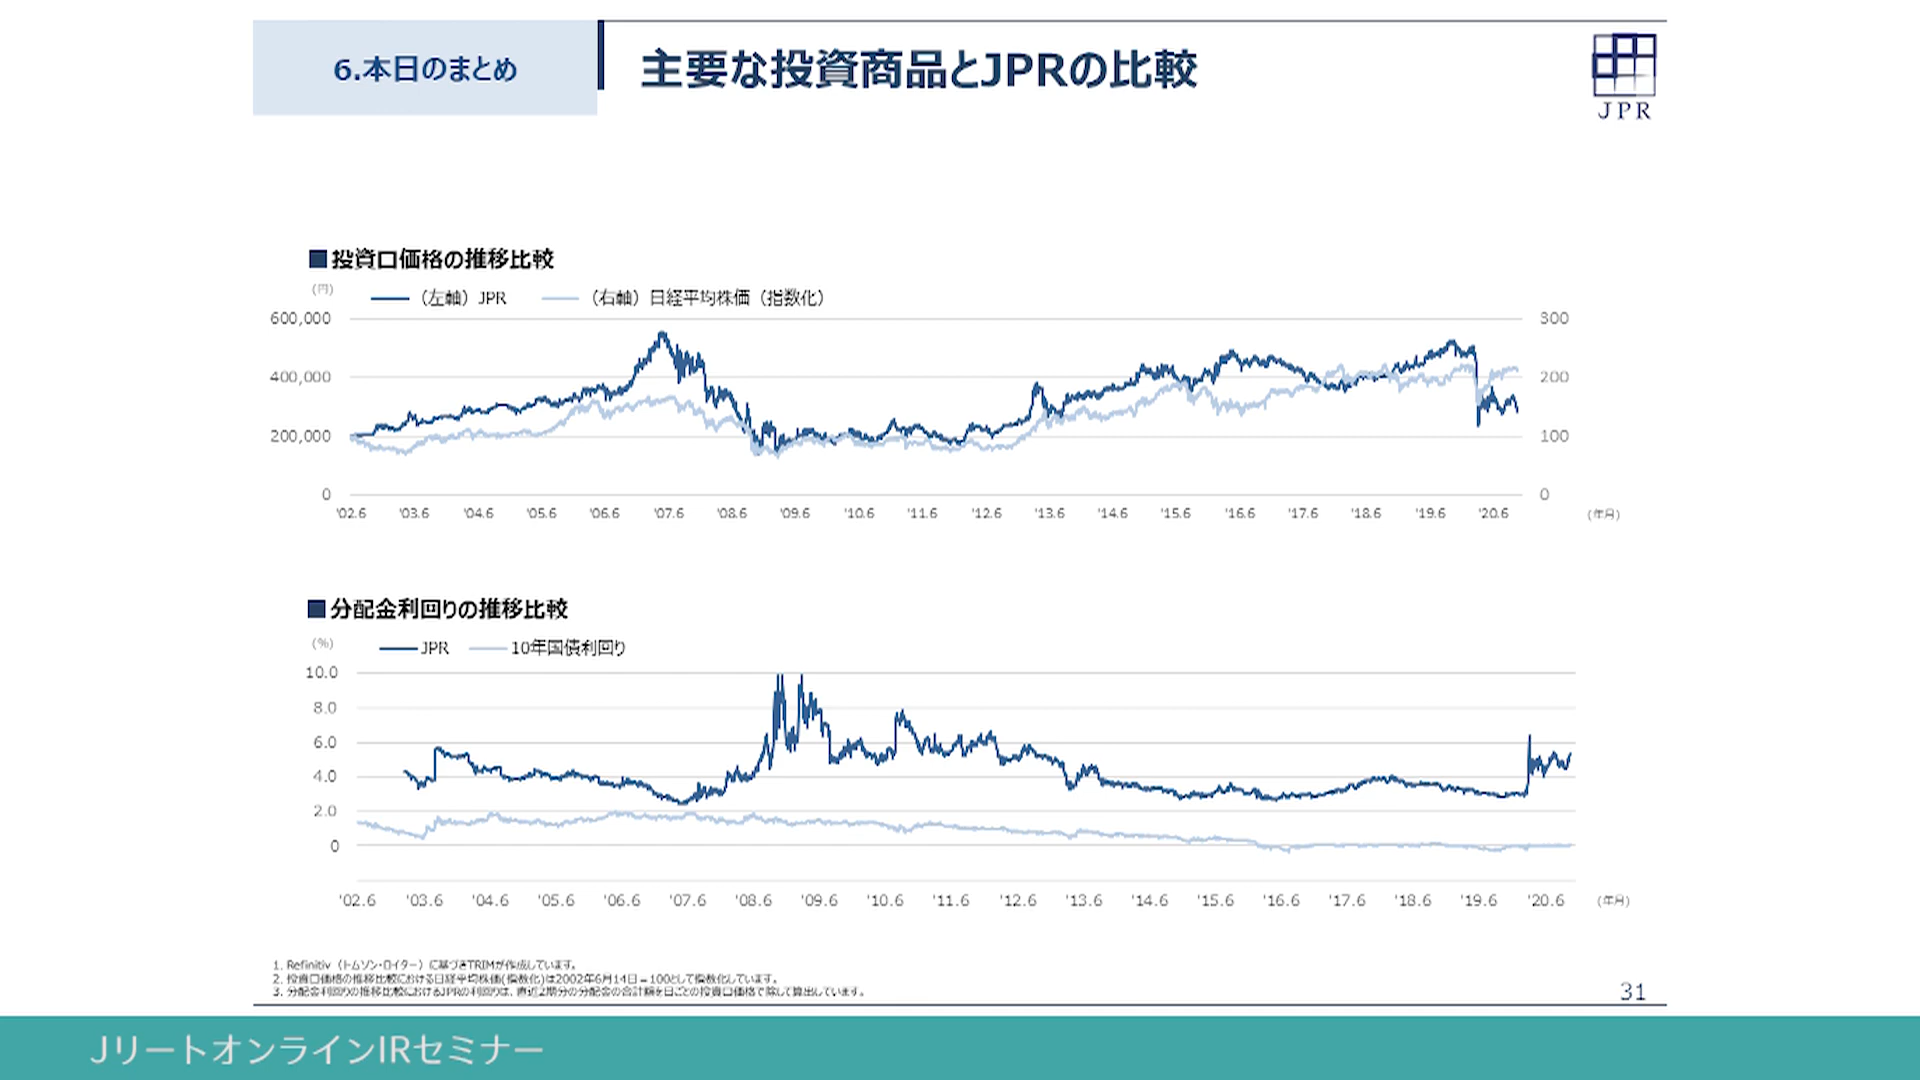 6.本日のまとめ
主要な投資商品とJPRの比較
JPR
■投資口価格の推移比較
(円)
（左軸）JPR （右軸）日経平均株価（指数化）
600,000 300
400,000 200
200,000 100
0 0
'02.6 '03.6 '04.6 '05.6 '06.6 '07.6 '08.6 '09.6 '10.6 '11.6 '12.6 '13.6 '14.6 '15.6 '16.6 '17.6 '18.6 '19.6 '20.6 (年月)
■分配金利回りの推移比較
(%)
JPR 10年国債利回り
10.0
8.0
6.0
4.0
2.0
0
'02.6 '03.6 '04.6 '05.6 '06.6 '07.6 '08.6 '09.6 '10.6 '11.6 '12.6 '13.6 '14.6 '15.6 '16.6 '17.6 '18.6 '19.6 '20.6 (年月)
1. Refinitiv（トムソン・ロイター）に基づきTRIMが作成しています。
2. 投資口価格の推移比較における日経平均株価(指数化)は2002年6月14日＝100として指数化しています。
3. 分配金利回りの推移比較におけるJPRの利回りは、直近2期分の分配金の合計額を日ごとの投資口価格で除して算出しています。
31
JリートオンラインIRセミナー